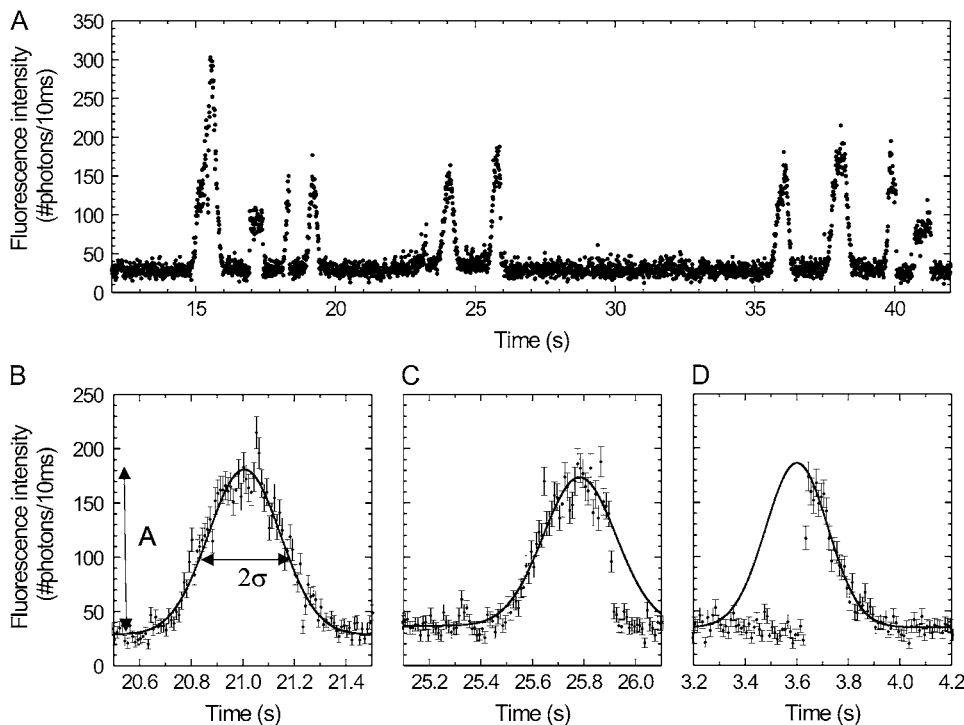 A
Fluorescence intensity
(#photons/10ms)
350
300
250
200
150
100
50
0
15 20 25 30 35 40
Time (s)
B C D
Fluorescence intensity
(#photons/10ms)
250
200
150
100
50
0
A
2σ
20.6 20.8 21.0 21.2 21.4
25.2 25.4 25.6 25.8 26.0
3.2 3.4 3.6 3.8 4.0 4.2
Time (s) Time (s) Time (s)